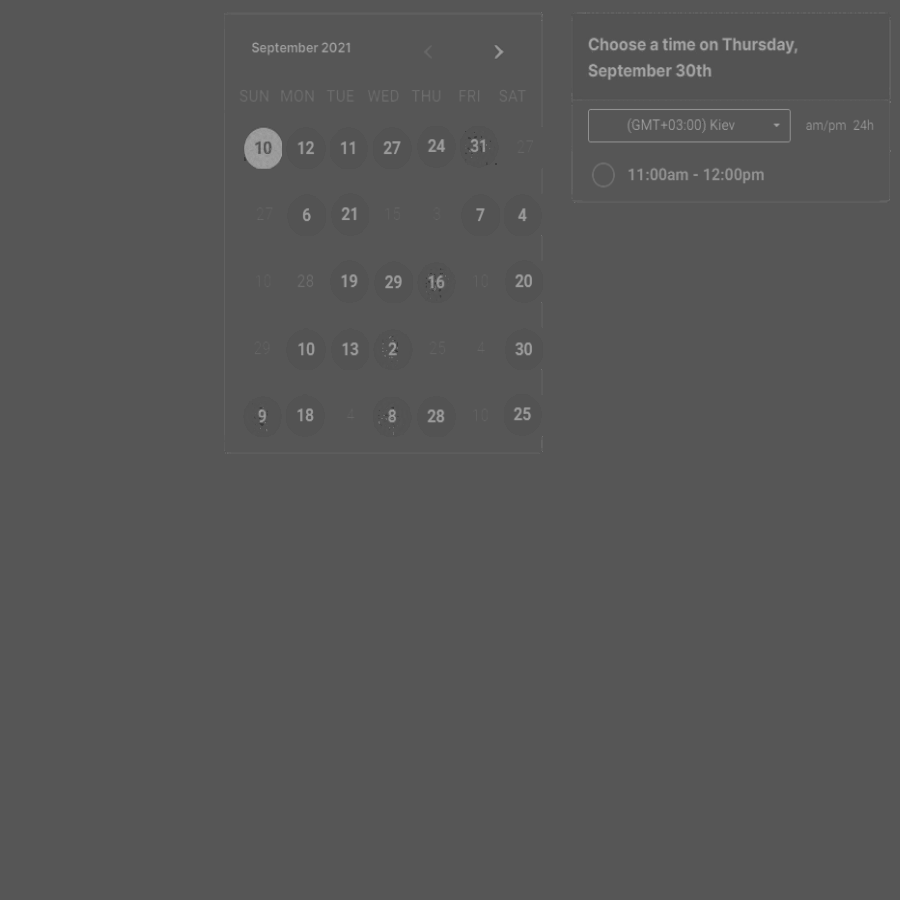 September 2021
SUN MON TUE WED THU FRI SAT
10 12 11 27 24 31 27
27 6 21 15 3 7 4
10 28 19 29 16 10 20
29 10 13 2 25 4 30
9 18 4 8 28 10 25
Choose a time on Thursday,
September 30th
(GMT+03:00) Kiev am/pm 24h
11:00am - 12:00pm